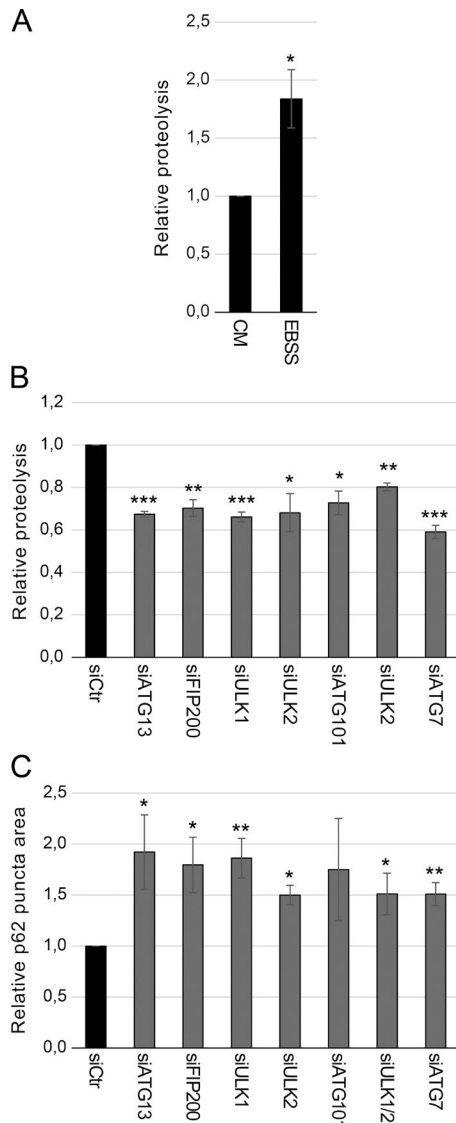 A
Relative proteolysis
2,5
2,0
1,5
1,0
0,5
0,0
*
CM
EBSS
B
Relative proteolysis
1,2
1,0
0,8
0,6
0,4
0,2
0,0
***
**
***
*
*
**
***
siCtr
siATG13
siFIP200
siULK1
siULK2
siATG101
siULK2
siATG7
C
Relative p62 puncta area
2,5
2,0
1,5
1,0
0,5
0,0
*
*
**
*
*
**
siCtr
siATG13
siFIP200
siULK1
siULK2
siATG10
siULK1/2
siATG7